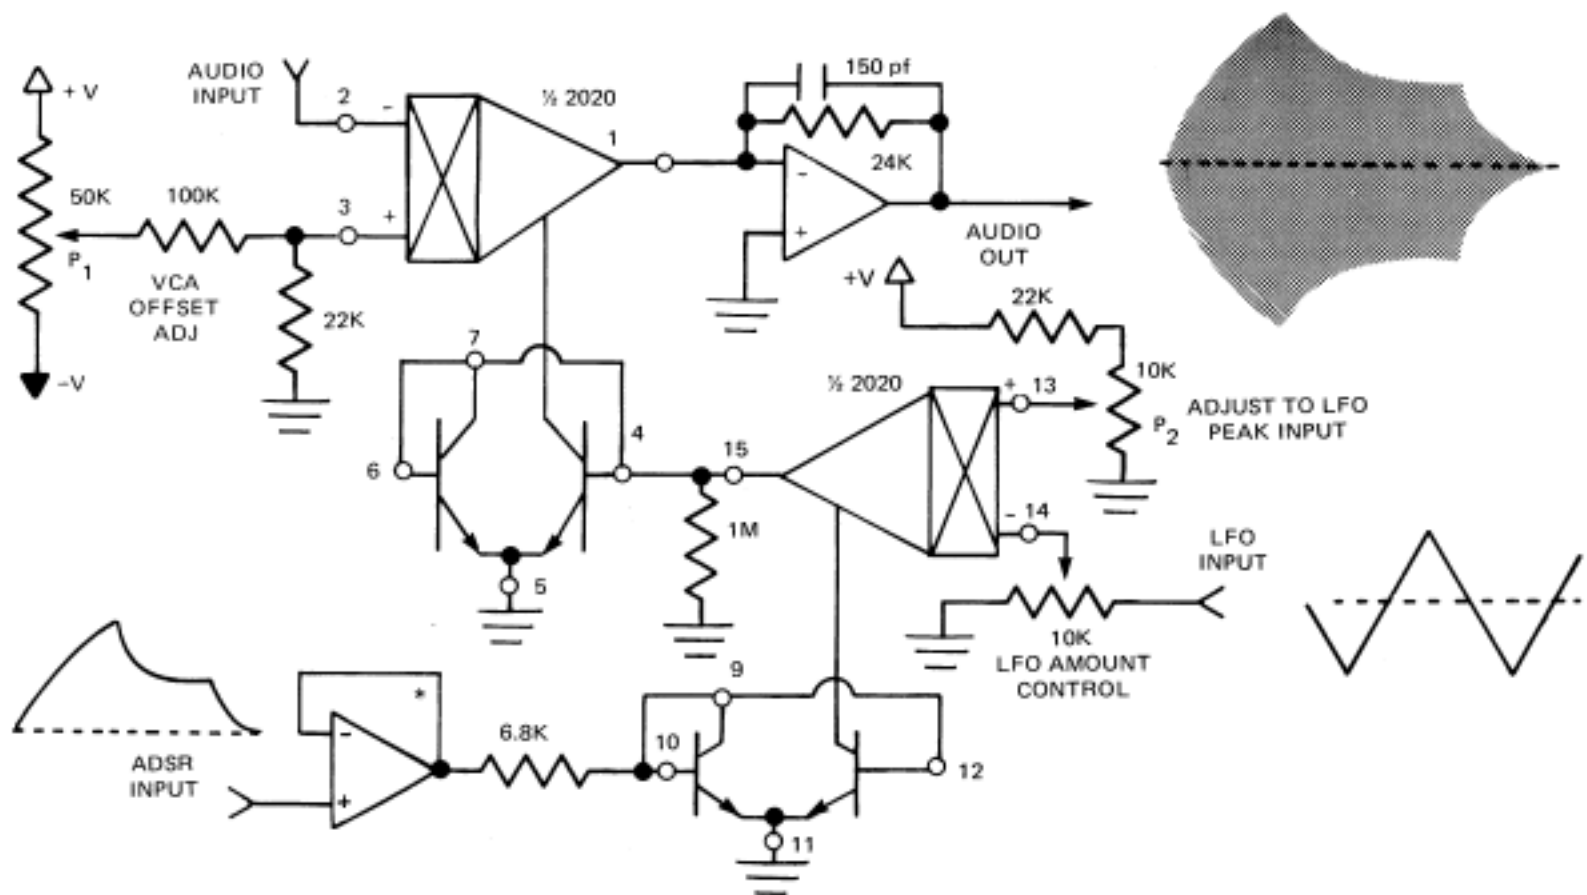 +V
AUDIO
INPUT
2
-
½ 2020
1
150 pf
24K
-
+
AUDIO
OUT
50K
P1
100K
3
+
VCA
OFFSET
ADJ
22K
-V
+V
22K
10K
P2
ADJUST TO LFO
PEAK INPUT
7
½ 2020
+
13
6
4
15
1M
-
14
LFO
INPUT
5
10K
LFO AMOUNT
CONTROL
*
-
+
ADSR
INPUT
6.8K
9
10
12
11